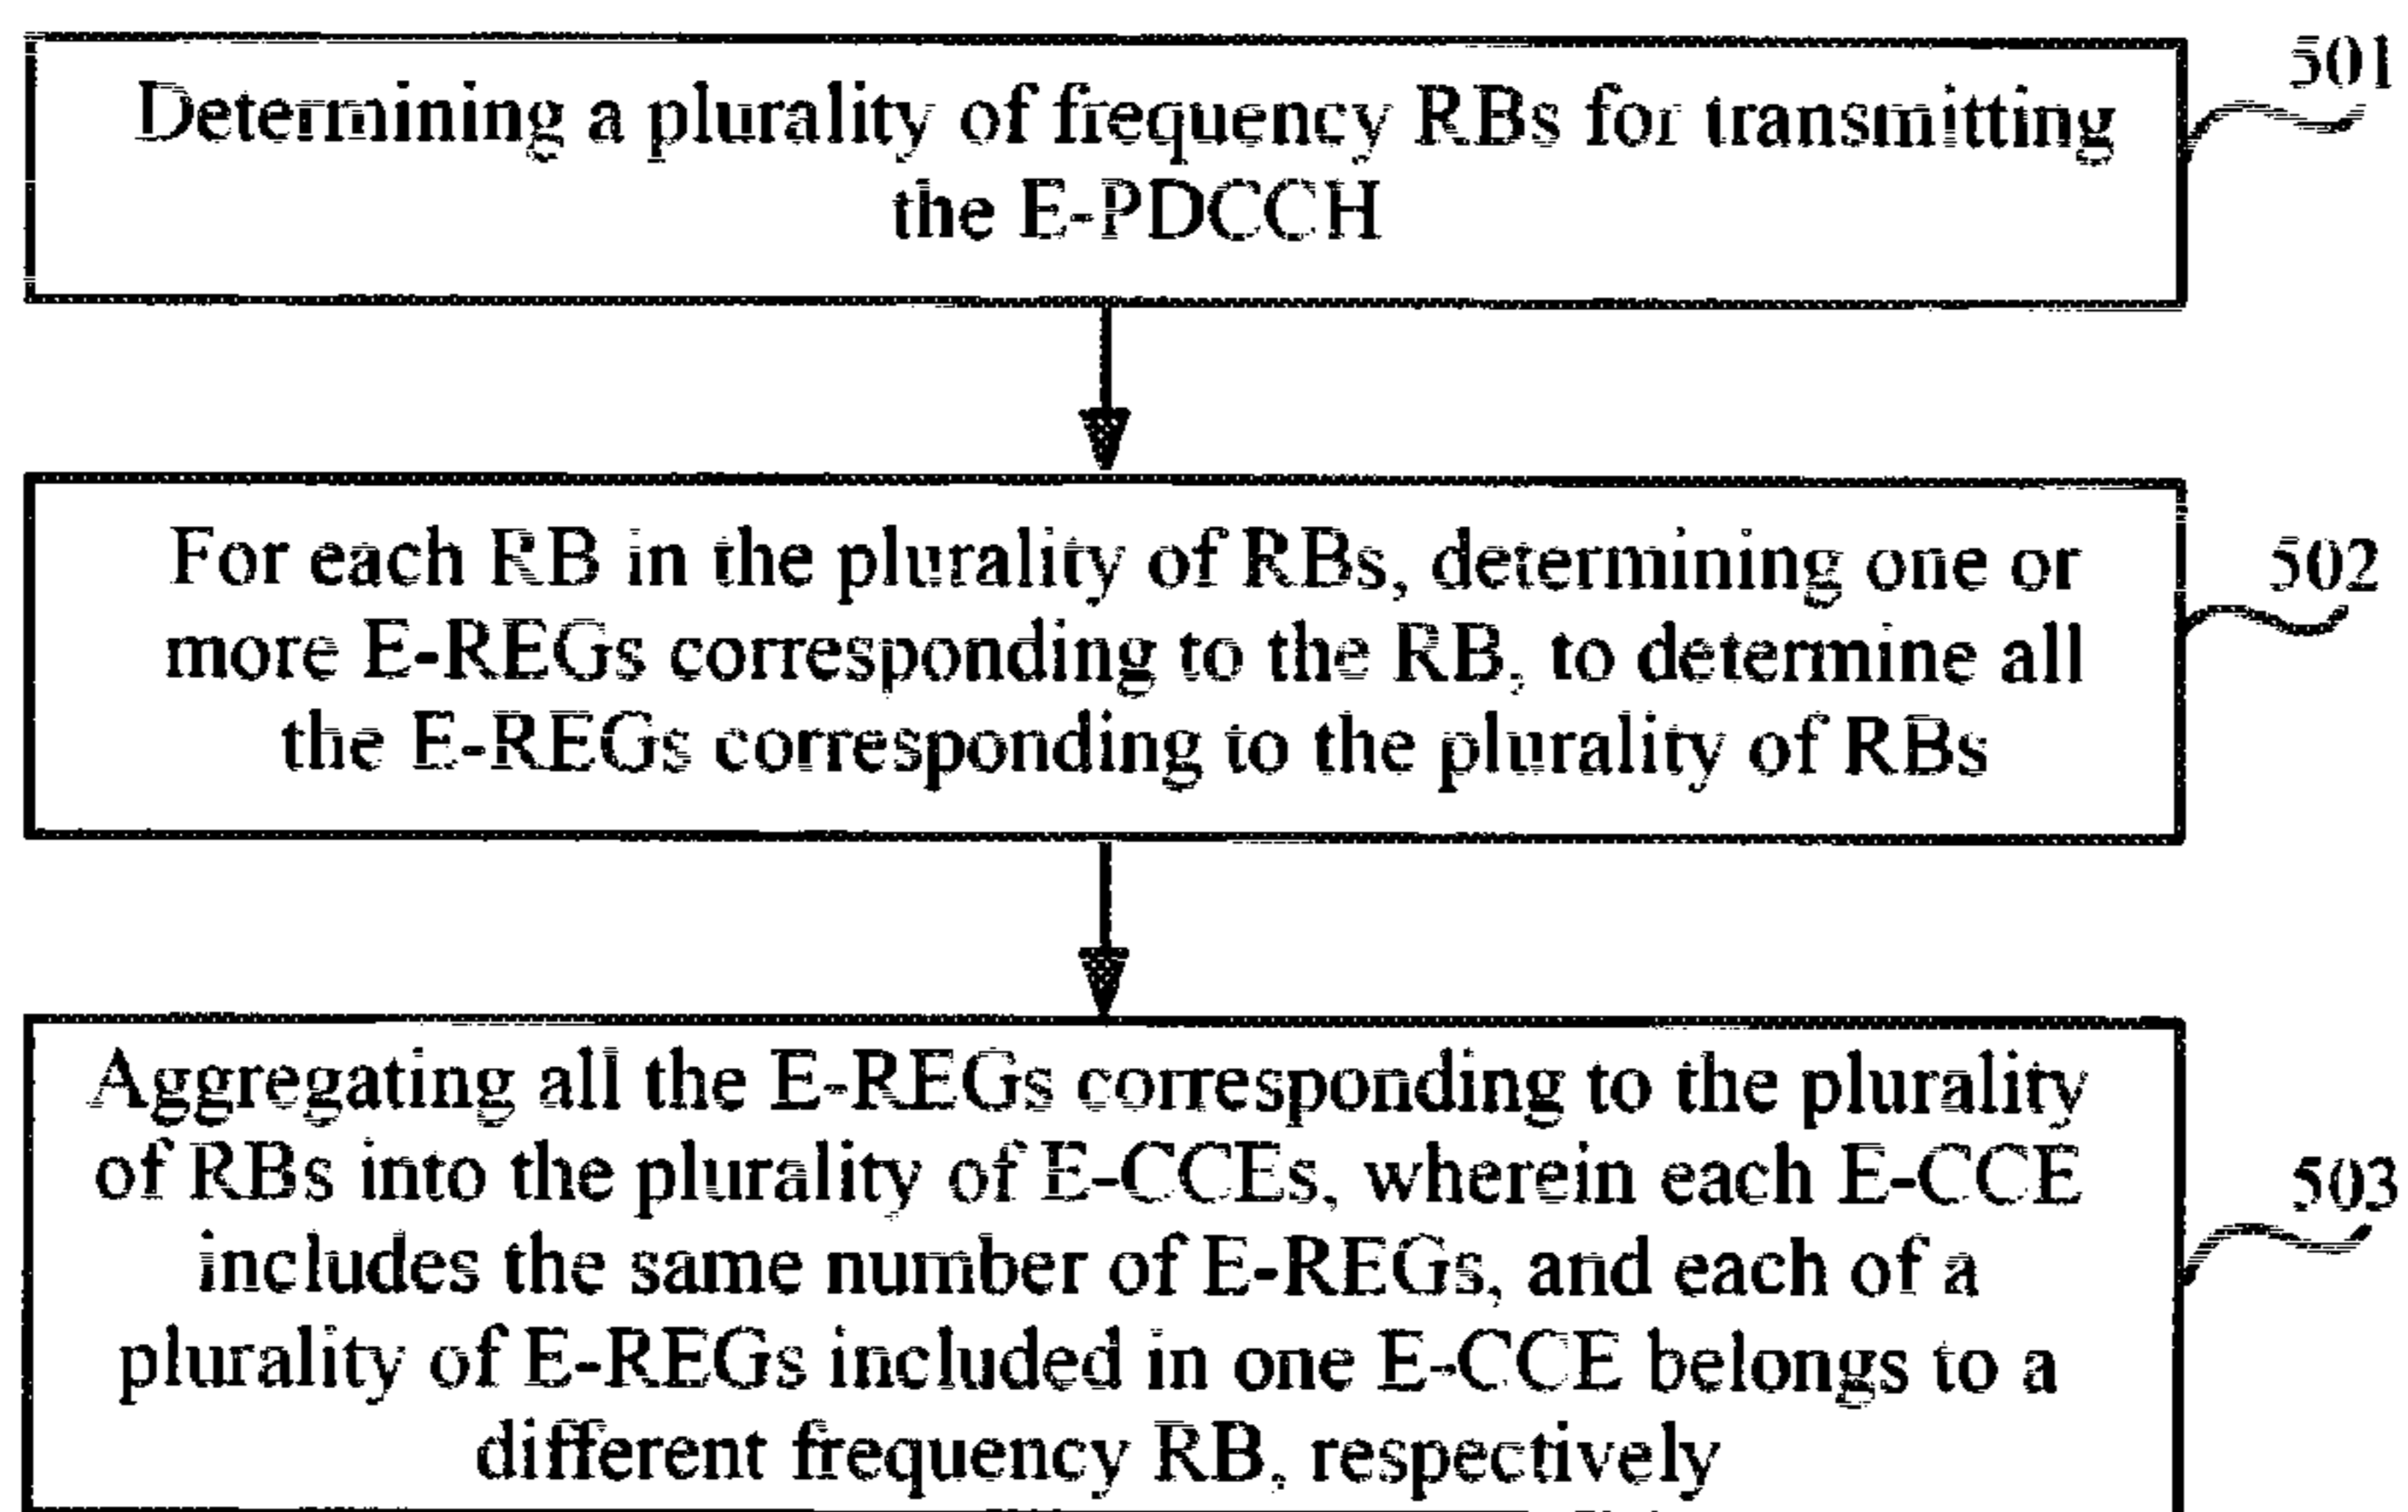 Determining a plurality of frequency RBs for transmitting
the E-PDCCH
501
For each RB in the plurality of RBs, determining one or
more E-REGs corresponding to the RB, to determine all
the E-REGs corresponding to the plurality of RBs
502
Aggregating all the E-REGs corresponding to the plurality
of RBs into the plurality of E-CCEs, wherein each E-CCE
includes the same number of E-REGs, and each of a
plurality of E-REGs included in one E-CCE belongs to a
different frequency RB, respectively
503